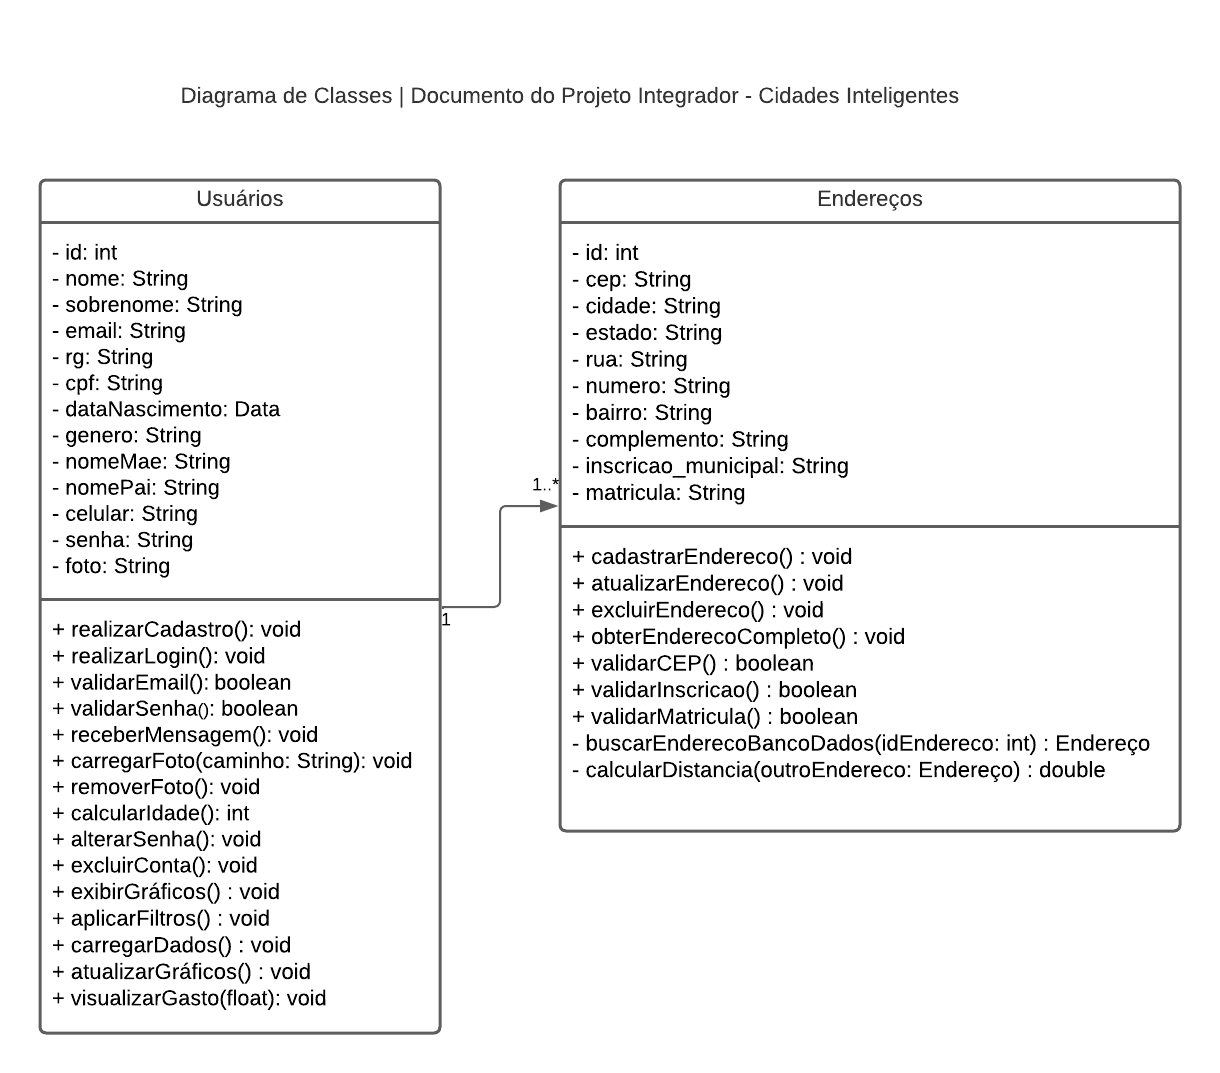 Diagrama de Classes | Documento do Projeto Integrador - Cidades Inteligentes
Usuários
- id: int
- nome: String
- sobrenome: String
- email: String
- rg: String
- cpf: String
- dataNascimento: Data
- genero: String
- nomeMae: String
- nomePai: String
- celular: String
- senha: String
- foto: String
+ realizarCadastro(): void
+ realizarLogin(): void
+ validarEmail(): boolean
+ validarSenha(): boolean
+ receberMensagem(): void
+ carregarFoto(caminho: String): void
+ removerFoto(): void
+ calcularIdade(): int
+ alterarSenha(): void
+ excluirConta(): void
+ exibirGráficos() : void
+ aplicarFiltros() : void
+ carregarDados() : void
+ atualizarGráficos() : void
+ visualizarGasto(float): void
1
1..*
Endereços
- id: int
- cep: String
- cidade: String
- estado: String
- rua: String
- numero: String
- bairro: String
- complemento: String
- inscricao_municipal: String
- matricula: String
+ cadastrarEndereco() : void
+ atualizarEndereco() : void
+ excluirEndereco() : void
+ obterEnderecoCompleto() : void
+ validarCEP() : boolean
+ validarInscricao() : boolean
+ validarMatricula() : boolean
- buscarEnderecoBancoDados(idEndereco: int) : Endereço
- calcularDistancia(outroEndereco: Endereço) : double